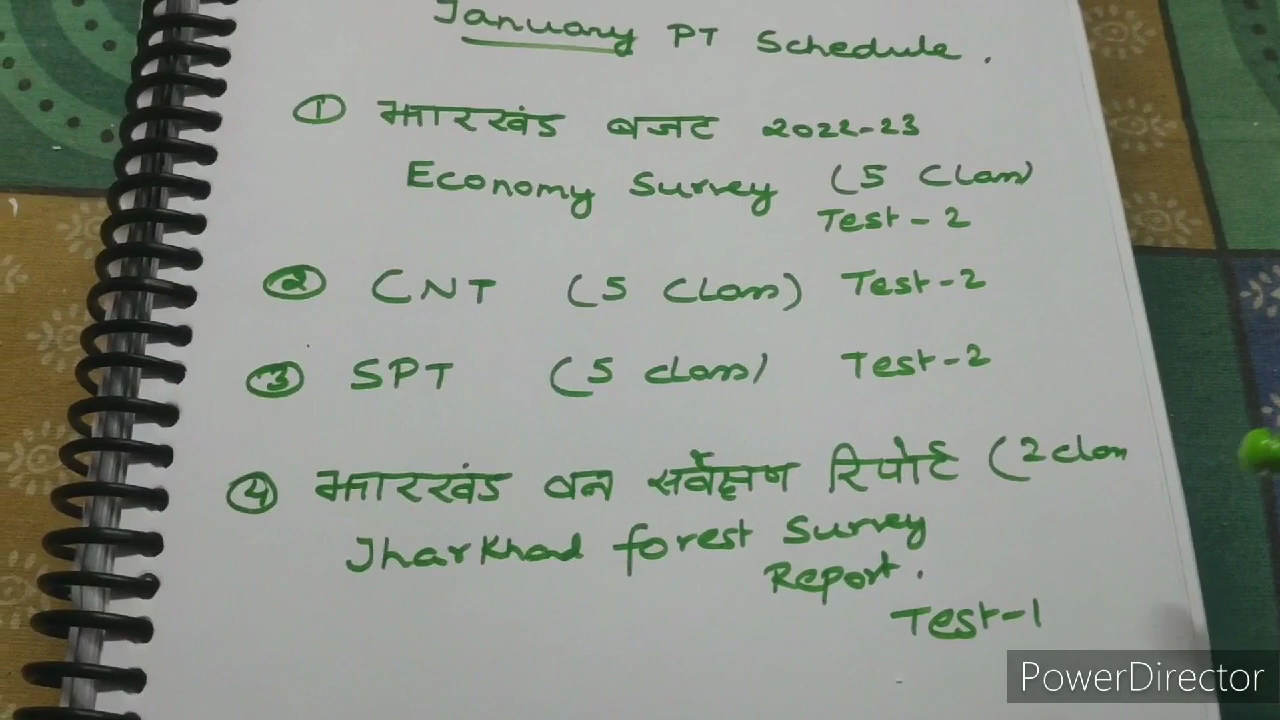 January PT Schedule.
① झारखंड बजट 2022-23
Economy Survey (5 Class)
Test-2
② CNT (5 Class) Test-2
③ SPT (5 class) Test-2
④ झारखंड वन सर्वेक्षण रिपोर्ट (2 class
Jharkhand forest Survey
Report.
Test-1
PowerDirector